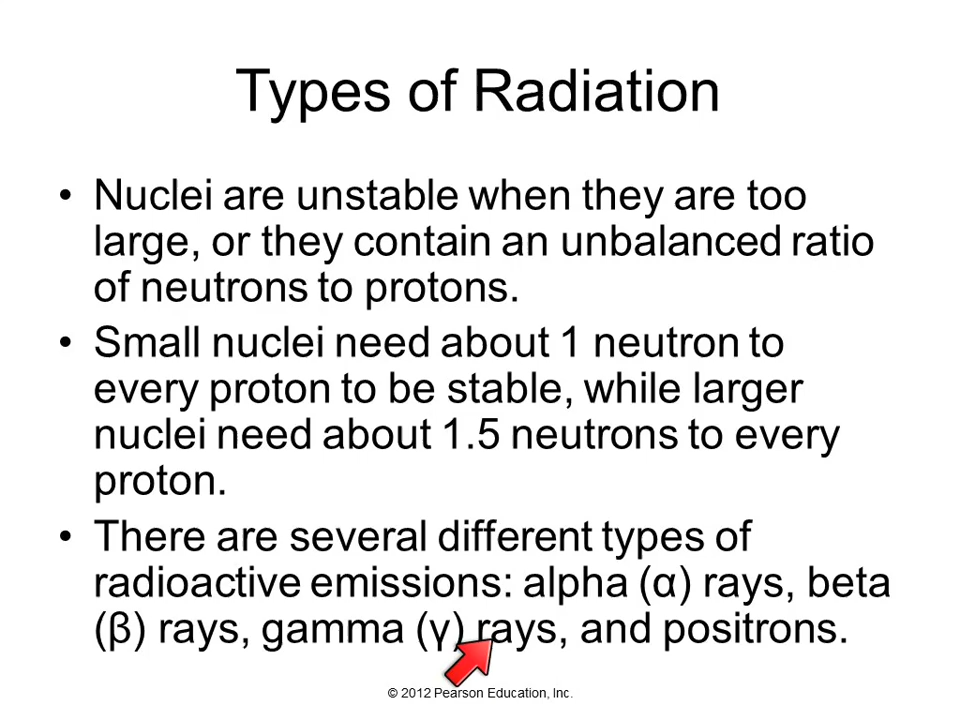 Types of Radiation
• Nuclei are unstable when they are too
large, or they contain an unbalanced ratio
of neutrons to protons.
• Small nuclei need about 1 neutron to
every proton to be stable, while larger
nuclei need about 1.5 neutrons to every
proton.
• There are several different types of
radioactive emissions: alpha (α) rays, beta
(β) rays, gamma (γ) rays, and positrons.
© 2012 Pearson Education, Inc.